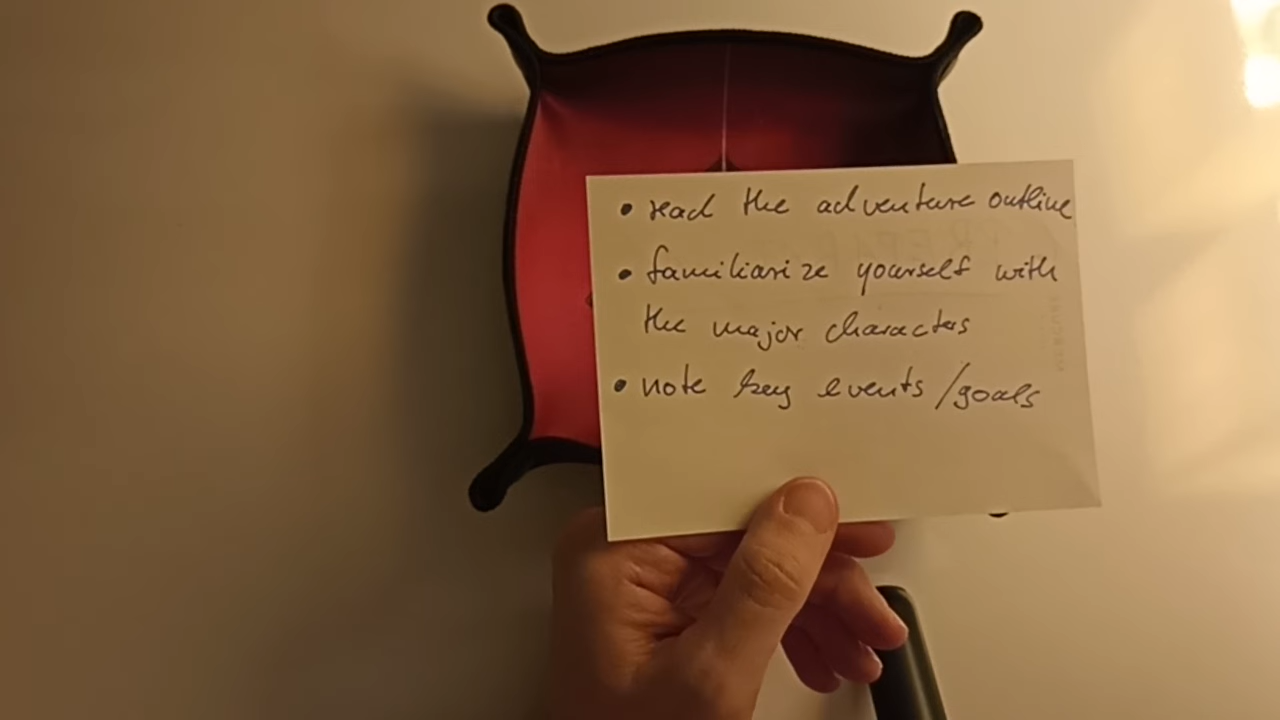 • read the adventure outline
• familiarize yourself with
the major characters
• note key events/goals